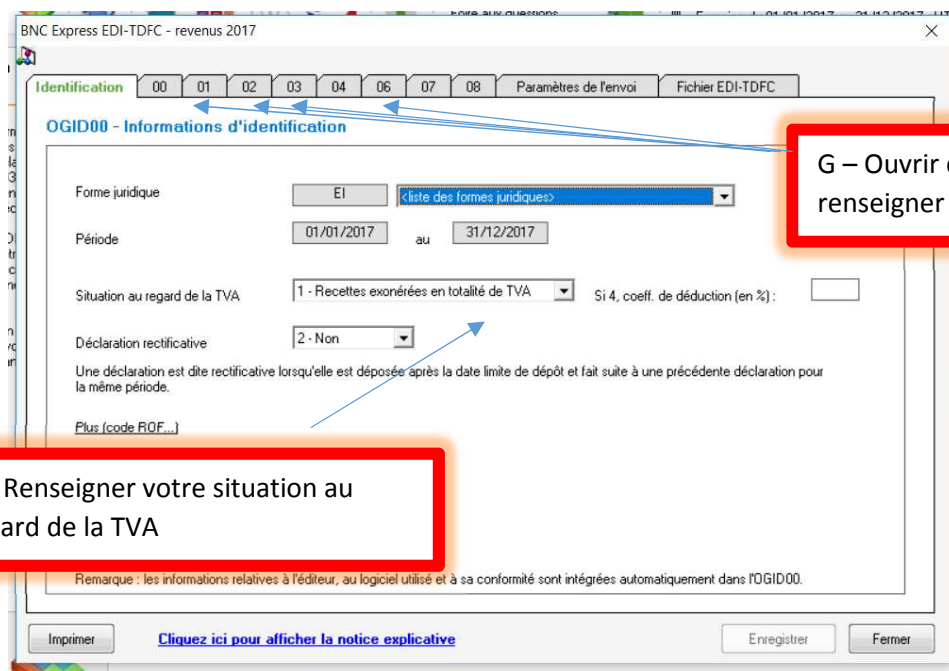 Foire aux questions
BNC Express EDI-TDFC - revenus 2017
Identification 00 01 02 03 04 06 07 08 Paramètres de l'envoi Fichier EDI-TDFC
OGID00 - Informations d'identification
G – Ouvrir
renseigner
Forme juridique EI <liste des formes juridiques>
Période 01/01/2017 au 31/12/2017
Situation au regard de la TVA 1 - Recettes exonérées en totalité de TVA Si 4, coeff. de déduction (en %) :
Déclaration rectificative 2 - Non
Une déclaration est dite rectificative lorsqu'elle est déposée après la date limite de dépôt et fait suite à une précédente déclaration pour
la même période.
Plus (code ROF...)
Renseigner votre situation au
ard de la TVA
Remarque : les informations relatives à l'éditeur, au logiciel utilisé et à sa conformité sont intégrées automatiquement dans l'OGID00.
Imprimer Cliquez ici pour afficher la notice explicative Enregistrer Fermer